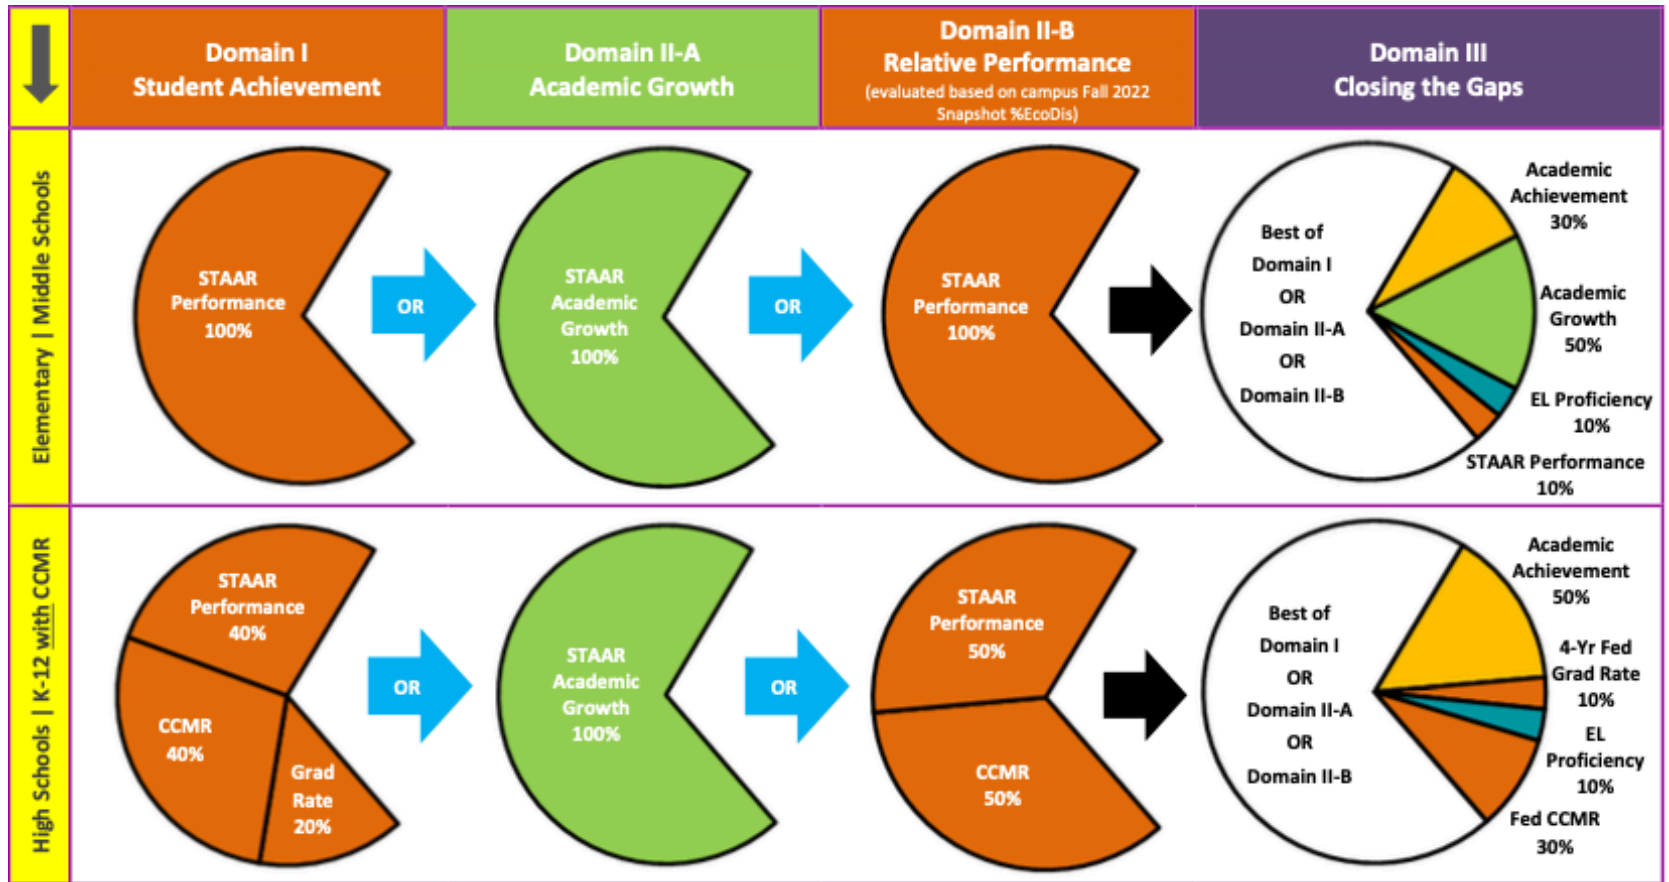 Domain I
Student Achievement
Domain II-A
Academic Growth
Domain II-B
Relative Performance
(evaluated based on campus Fall 2022
Snapshot %EcoDis)
Domain III
Closing the Gaps
Elementary | Middle Schools
STAAR
Performance
100%
OR
STAAR
Academic
Growth
100%
OR
STAAR
Performance
100%
Best of
Domain I
OR
Domain II-A
OR
Domain II-B
Academic
Achievement
30%
Academic
Growth
50%
EL Proficiency
10%
STAAR Performance
10%
High Schools | K-12 with CCMR
STAAR
Performance
40%
CCMR
40%
Grad
Rate
20%
OR
STAAR
Academic
Growth
100%
OR
STAAR
Performance
50%
CCMR
50%
Best of
Domain I
OR
Domain II-A
OR
Domain II-B
Academic
Achievement
50%
4-Yr Fed
Grad Rate
10%
EL
Proficiency
10%
Fed CCMR
30%